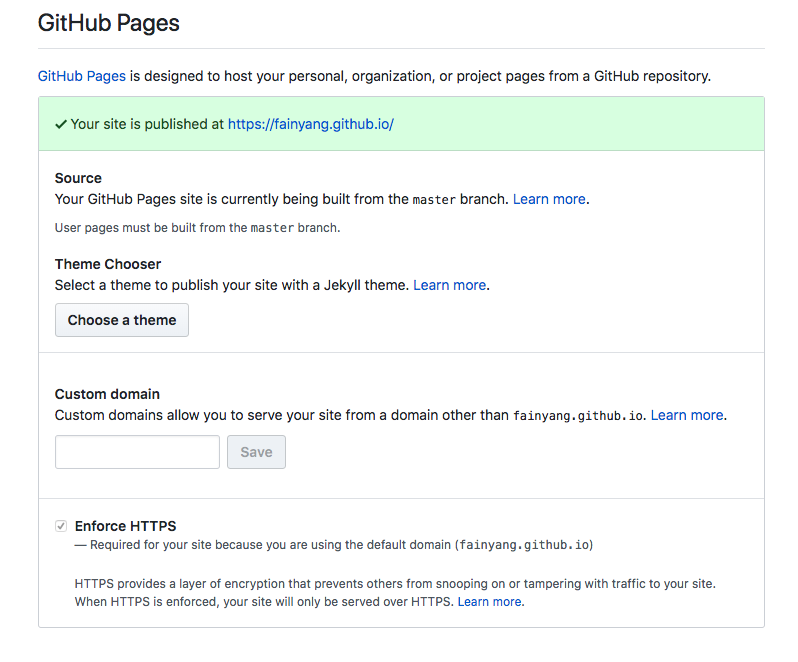 GitHub Pages
GitHub Pages is designed to host your personal, organization, or project pages from a GitHub repository.
Your site is published at https://fainyang.github.io/
Source
Your GitHub Pages site is currently being built from the master branch. Learn more.
User pages must be built from the master branch.
Theme Chooser
Select a theme to publish your site with a Jekyll theme. Learn more.
Choose a theme
Custom domain
Custom domains allow you to serve your site from a domain other than fainyang.github.io. Learn more.
Save
Enforce HTTPS
— Required for your site because you are using the default domain (fainyang.github.io)
HTTPS provides a layer of encryption that prevents others from snooping on or tampering with traffic to your site.
When HTTPS is enforced, your site will only be served over HTTPS. Learn more.